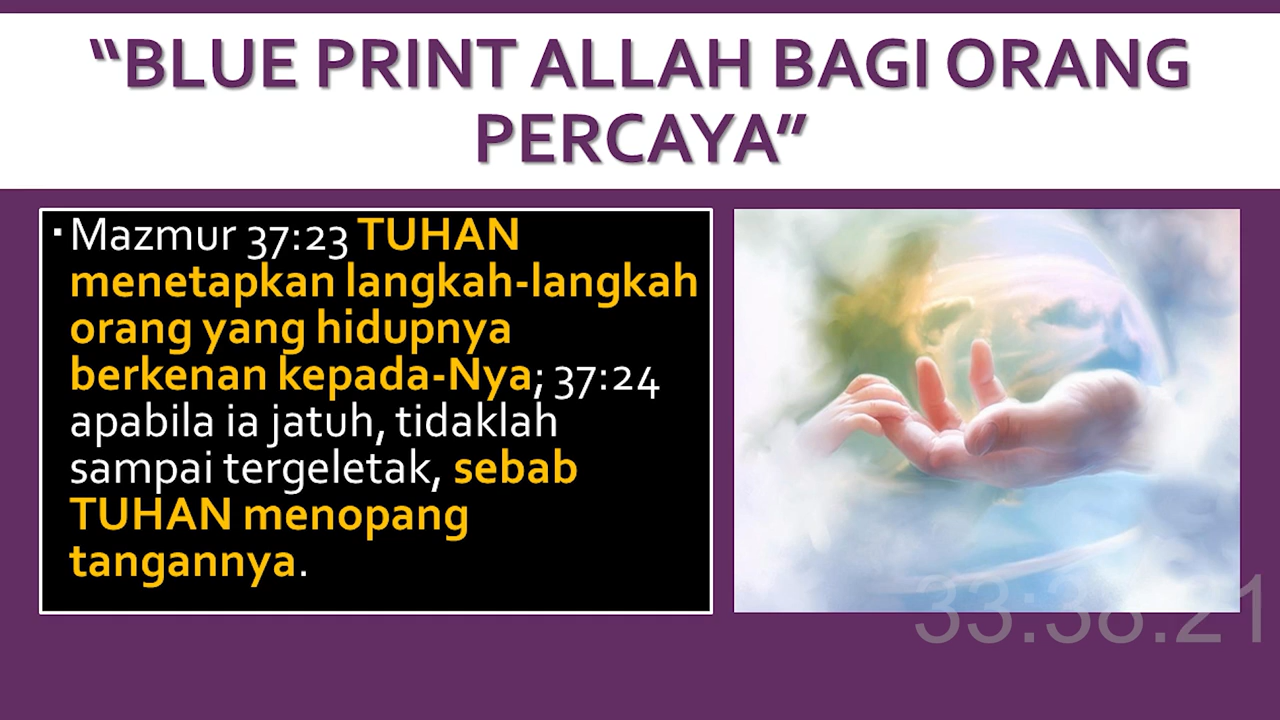 “BLUE PRINT ALLAH BAGI ORANG
PERCAYA”
▪ Mazmur 37:23 TUHAN
menetapkan langkah-langkah
orang yang hidupnya
berkenan kepada-Nya; 37:24
apabila ia jatuh, tidaklah
sampai tergeletak, sebab
TUHAN menopang
tangannya.
33:38:21